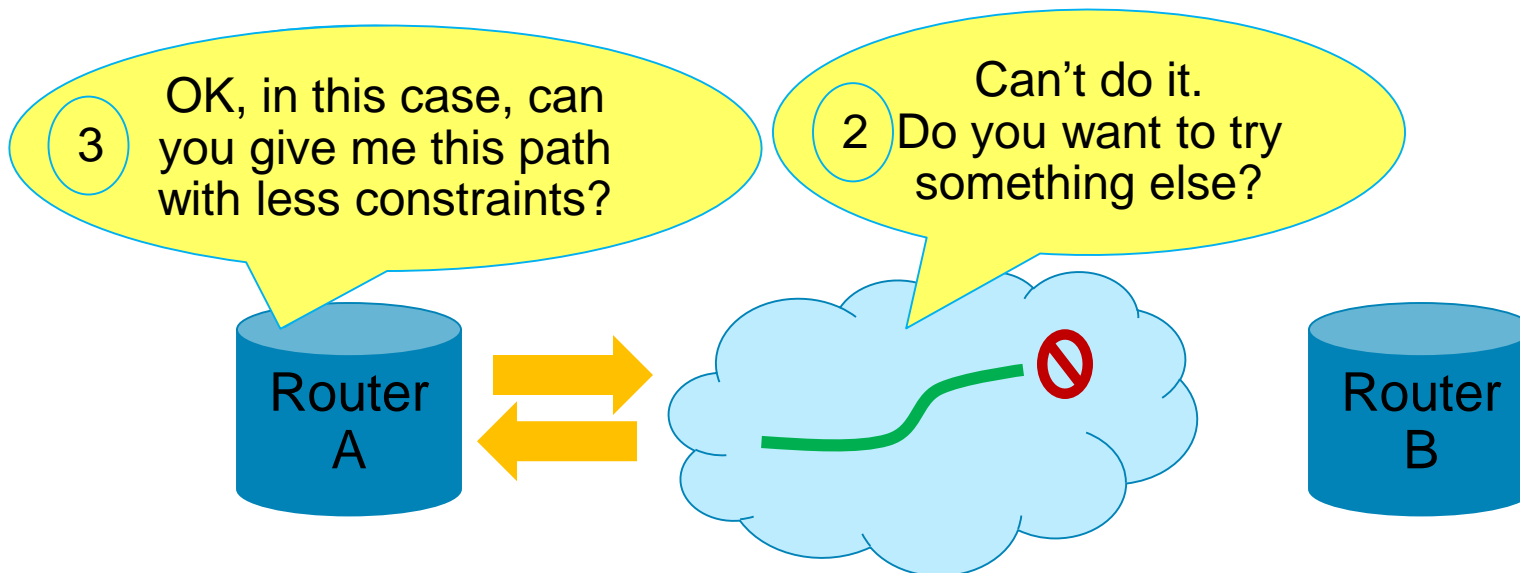 3
OK, in this case, can
you give me this path
with less constraints?
2
Can’t do it.
Do you want to try
something else?
Router
A
Router
B